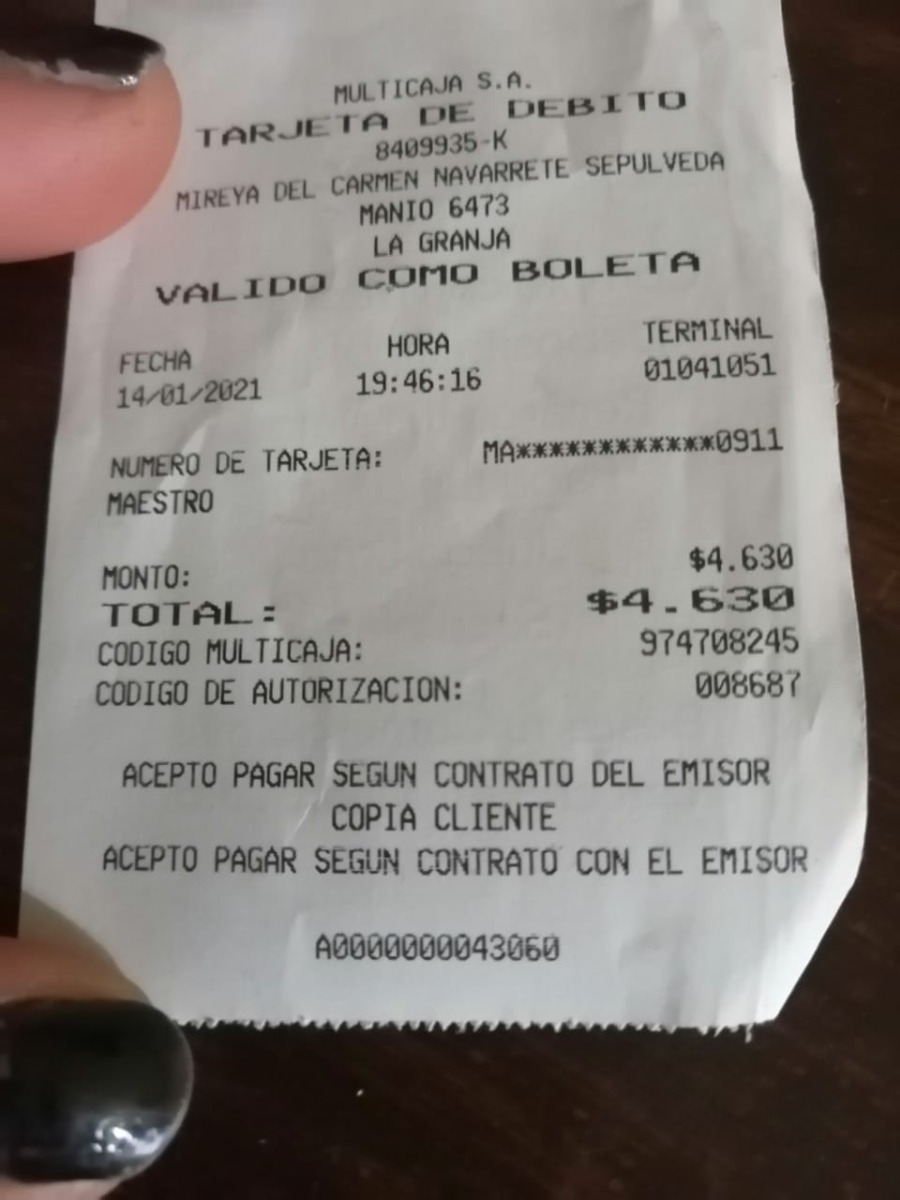 MULTICAJA S.A.
TARJETA DE DEBITO
8409935-K
MIREYA DEL CARMEN NAVARRETE SEPULVEDA
MANIO 6473
LA GRANJA
VALIDO COMO BOLETA
FECHA HORA TERMINAL
14/01/2021 19:46:16 01041051
NUMERO DE TARJETA: MA************0911
MAESTRO
MONTO: $4.630
TOTAL: $4.630
CODIGO MULTICAJA: 974708245
CODIGO DE AUTORIZACION: 008687
ACEPTO PAGAR SEGUN CONTRATO DEL EMISOR
COPIA CLIENTE
ACEPTO PAGAR SEGUN CONTRATO CON EL EMISOR
A0000000043060